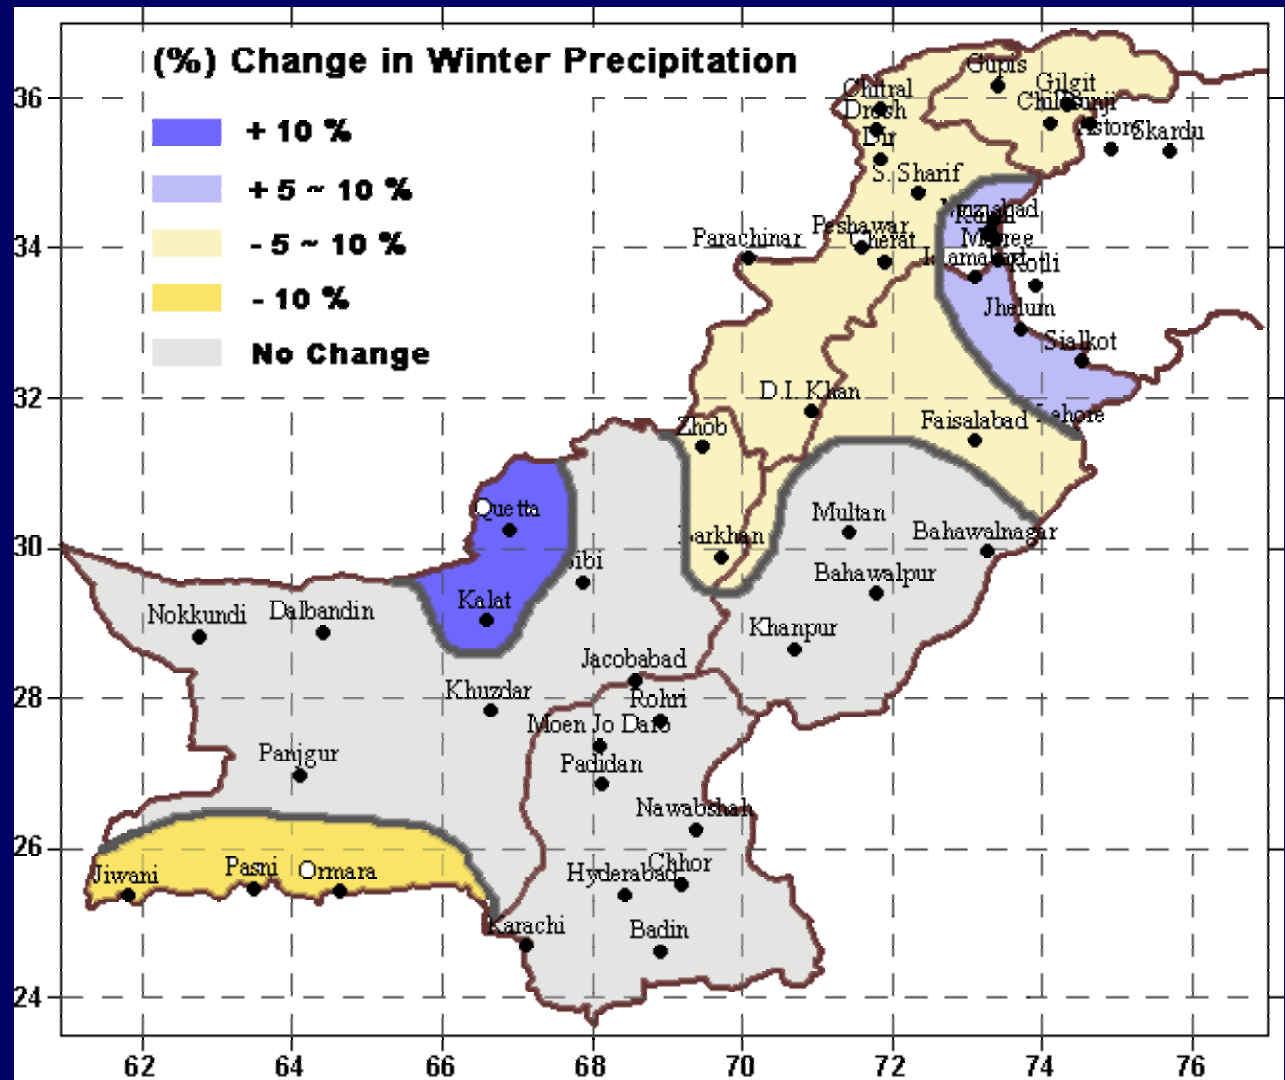 (%) Change in Winter Precipitation
+ 10 %
+ 5 ~ 10 %
- 5 ~ 10 %
- 10 %
No Change
36
34
32
30
28
26
24
62
64
66
68
70
72
74
76
Gupis
Gilgit
Chitral
Drosh
Dir
Skardu
S. Sharif
Peshawar
Cherat
Parachinar
Kotli
Jhelum
Sialkot
D.I. Khan
Lahore
Faisalabad
Zhob
Quetta
Multan
Bahawalnagar
Barkhan
Sibi
Bahawalpur
Kalat
Nokkundi
Dalbandin
Khanpur
Jacobabad
Khuzdar
Rohri
Moen Jo Daro
Panjgur
Padidan
Nawabshah
Chhor
Hyderabad
Jiwani
Pasni
Ormara
Karachi
Badin